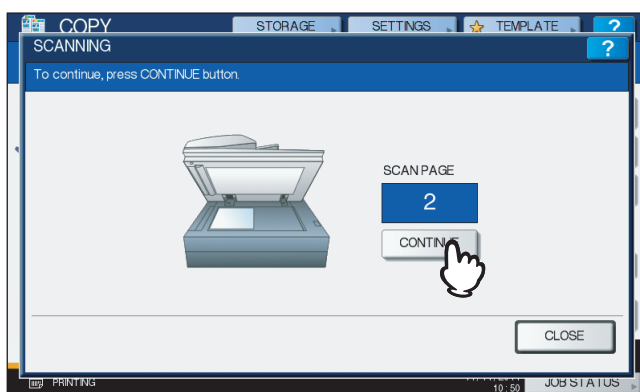 COPY
STORAGE
SETTINGS
TEMPLATE
?
SCANNING
?
To continue, press CONTINUE button.
SCAN PAGE
2
CONTINUE
CLOSE
PRINTING
10:50
JOB STATUS